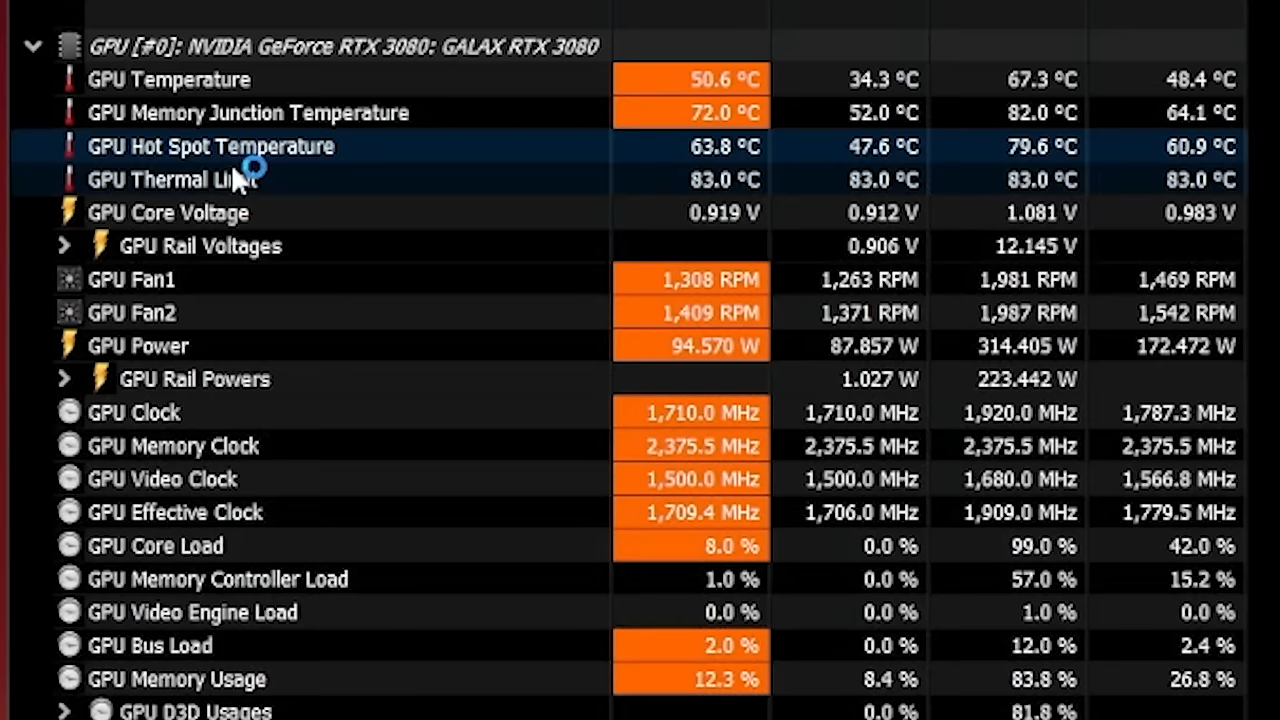 GPU [#0]: NVIDIA GeForce RTX 3080: GALAX RTX 3080
GPU Temperature 50.6 °C 34.3 °C 67.3 °C 48.4 °C
GPU Memory Junction Temperature 72.0 °C 52.0 °C 82.0 °C 64.1 °C
GPU Hot Spot Temperature 63.8 °C 47.6 °C 79.6 °C 60.9 °C
GPU Thermal 83.0 °C 83.0 °C 83.0 °C 83.0 °C
GPU Core Voltage 0.919 V 0.912 V 1.081 V 0.983 V
GPU Rail Voltages 0.906 V 12.145 V
GPU Fan1 1,308 RPM 1,263 RPM 1,981 RPM 1,469 RPM
GPU Fan2 1,409 RPM 1,371 RPM 1,987 RPM 1,542 RPM
GPU Power 94.570 W 87.857 W 314.405 W 172.472 W
GPU Rail Powers 1.027 W 223.442 W
GPU Clock 1,710.0 MHz 1,710.0 MHz 1,920.0 MHz 1,787.3 MHz
GPU Memory Clock 2,375.5 MHz 2,375.5 MHz 2,375.5 MHz 2,375.5 MHz
GPU Video Clock 1,500.0 MHz 1,500.0 MHz 1,680.0 MHz 1,566.8 MHz
GPU Effective Clock 1,709.4 MHz 1,706.0 MHz 1,909.0 MHz 1,779.5 MHz
GPU Core Load 8.0 % 0.0 % 99.0 % 42.0 %
GPU Memory Controller Load 1.0 % 0.0 % 57.0 % 15.2 %
GPU Video Engine Load 0.0 % 0.0 % 1.0 % 0.0 %
GPU Bus Load 2.0 % 0.0 % 12.0 % 2.4 %
GPU Memory Usage 12.3 % 8.4 % 83.8 % 26.8 %
GPU D3D Usages 0.0 % 81.8 %